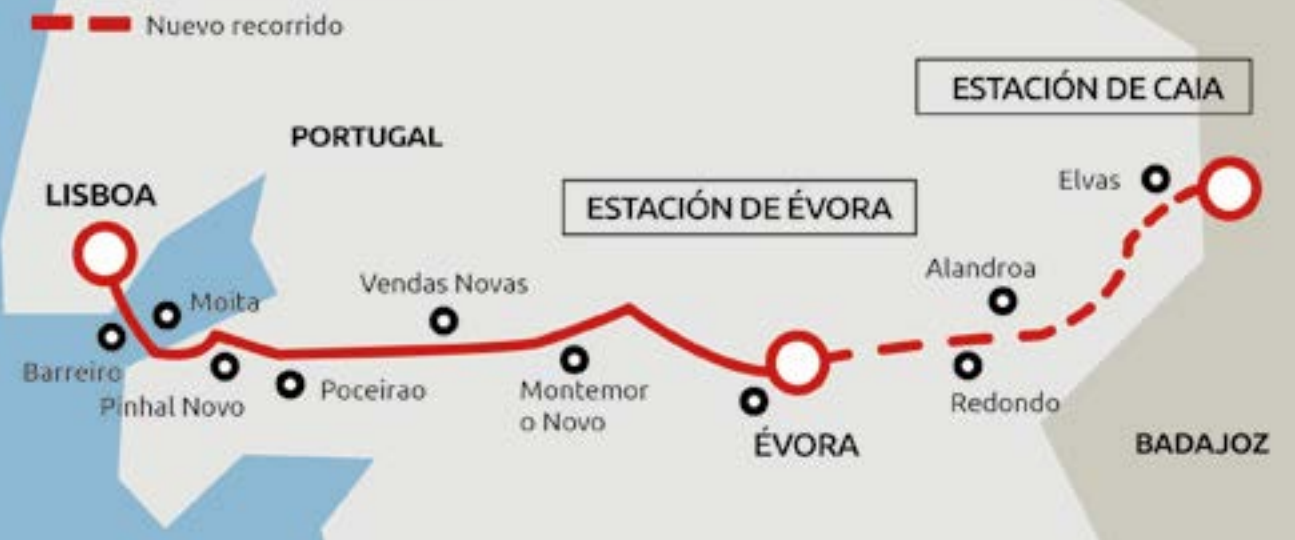 Nuevo recorrido
ESTACIÓN DE CAIA
PORTUGAL
LISBOA
Elvas
ESTACIÓN DE ÉVORA
Alandroa
Vendas Novas
Moita
Barreiro
Pinhal Novo
Poceirao
Montemor
o Novo
Redondo
ÉVORA
BADAJOZ